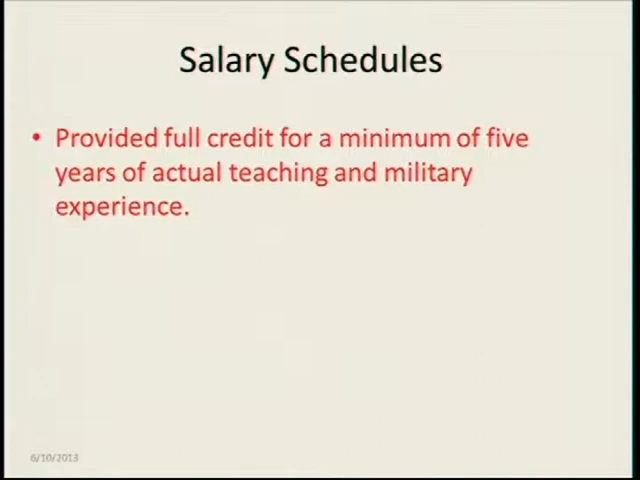 Salary Schedules
• Provided full credit for a minimum of five
years of actual teaching and military
experience.
6/10/2013